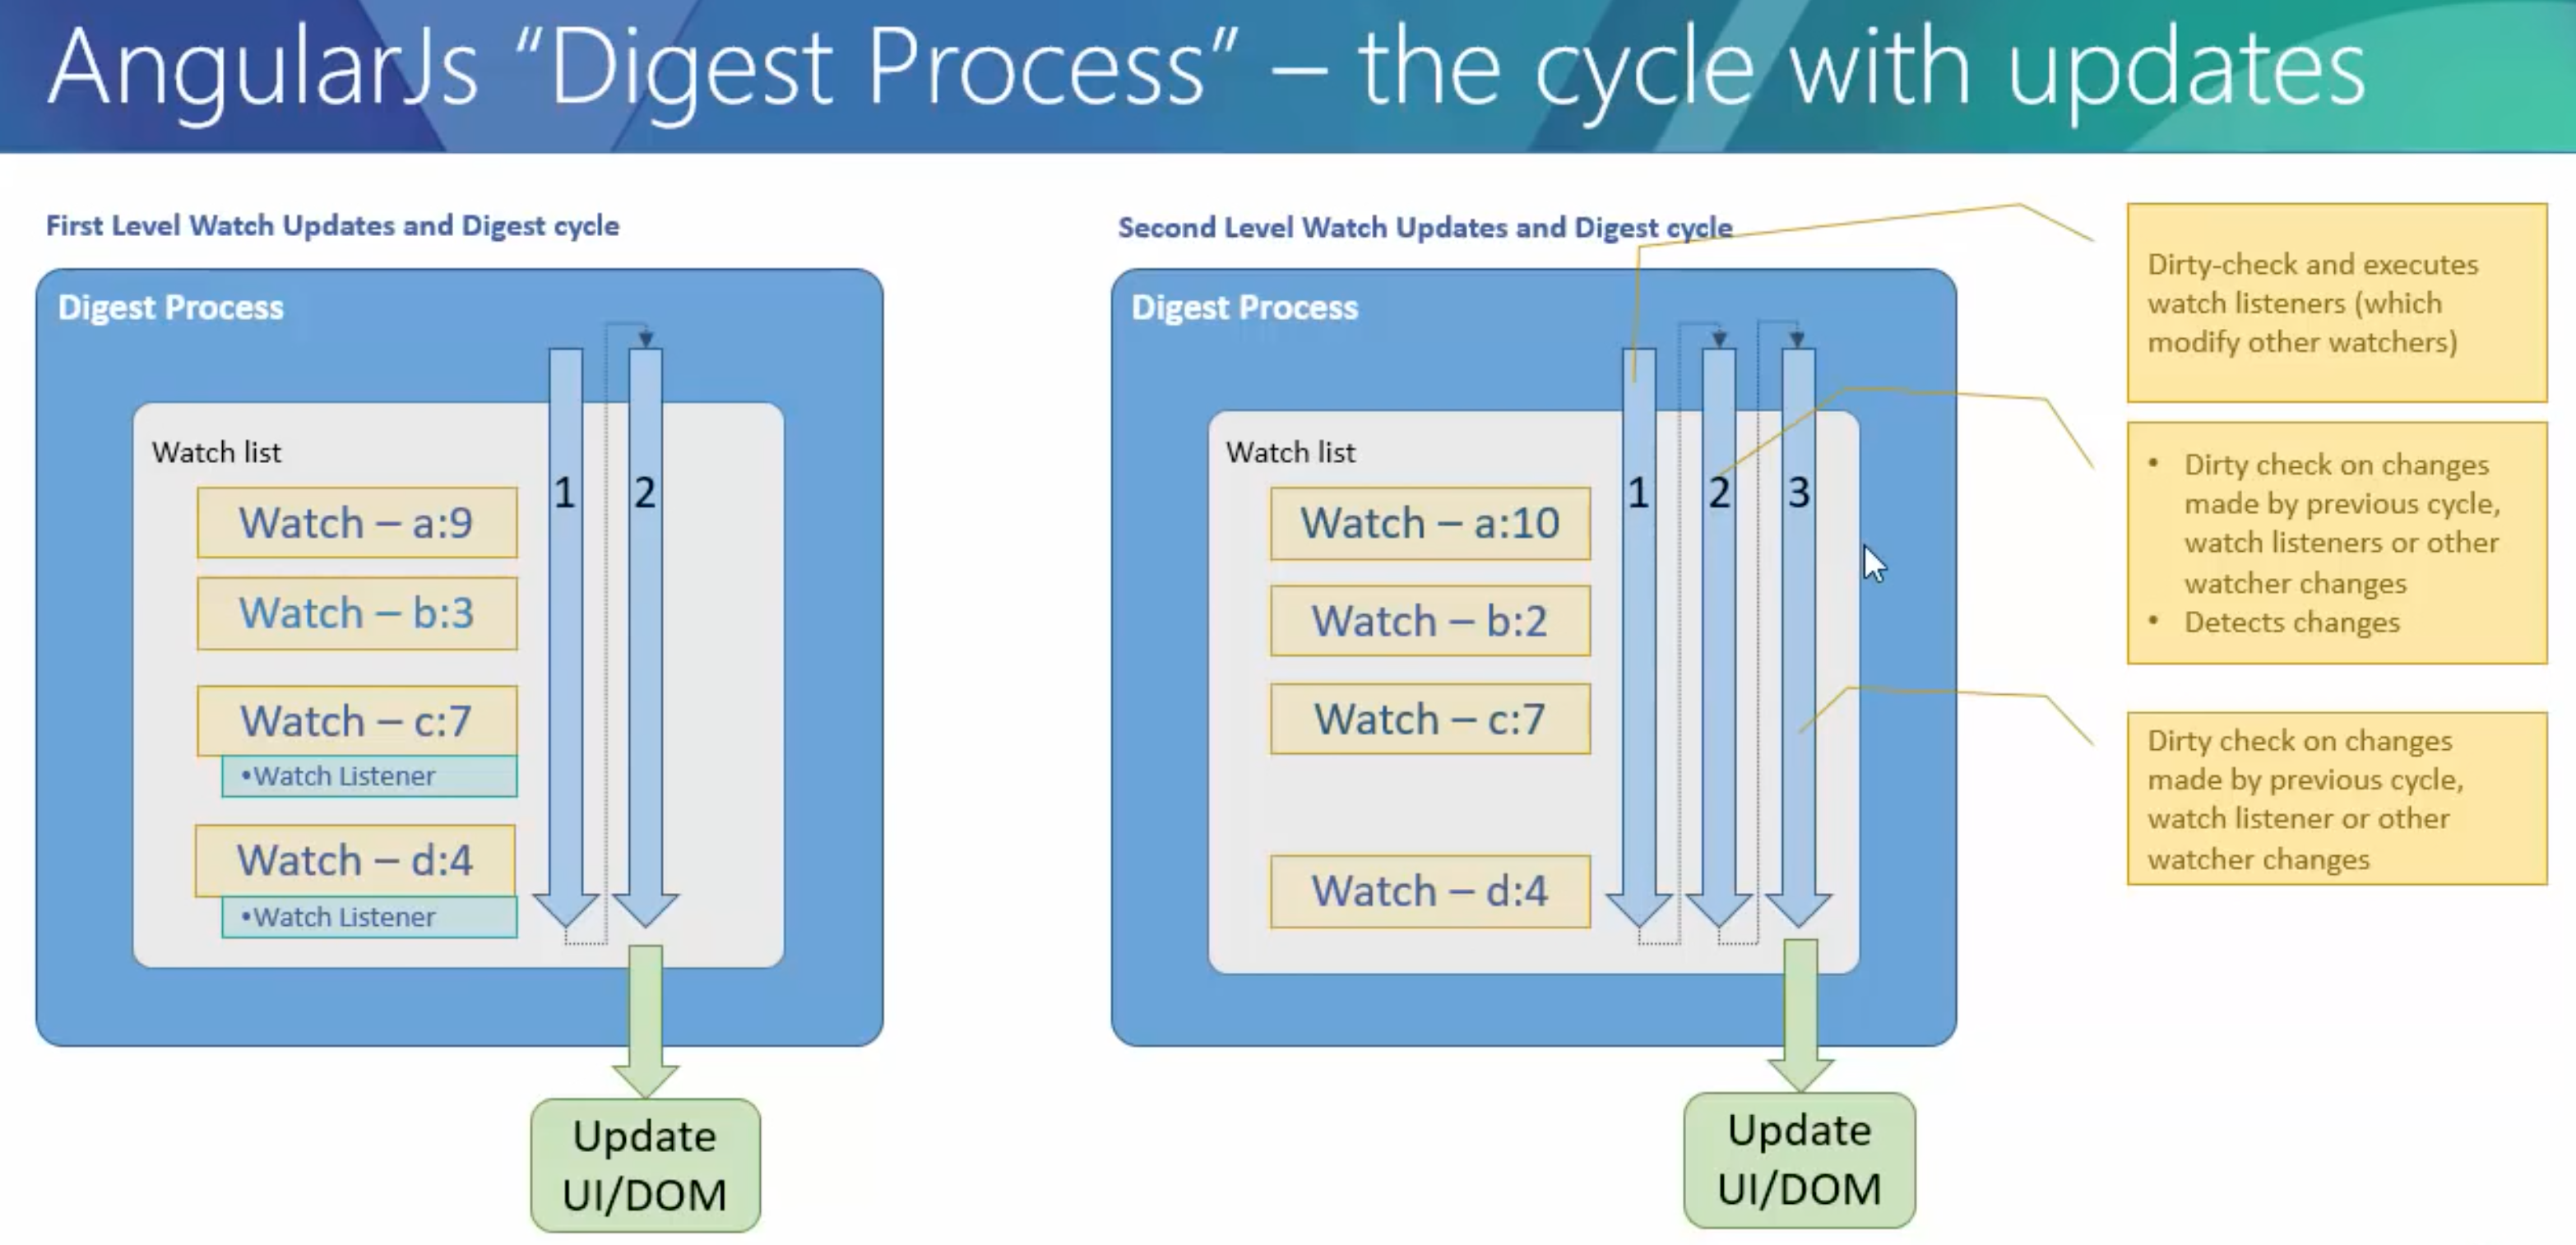 AngularJs “Digest Process” – the cycle with updates
First Level Watch Updates and Digest cycle
Digest Process
Watch list
1
2
Watch – a:9
Watch – b:3
Watch – c:7
•Watch Listener
Watch – d:4
•Watch Listener
Update
UI/DOM
Second Level Watch Updates and Digest cycle
Digest Process
Watch list
1
2
3
Watch – a:10
Watch – b:2
Watch – c:7
Watch – d:4
Update
UI/DOM
Dirty-check and executes
watch listeners (which
modify other watchers)
• Dirty check on changes
made by previous cycle,
watch listeners or other
watcher changes
• Detects changes
Dirty check on changes
made by previous cycle,
watch listener or other
watcher changes